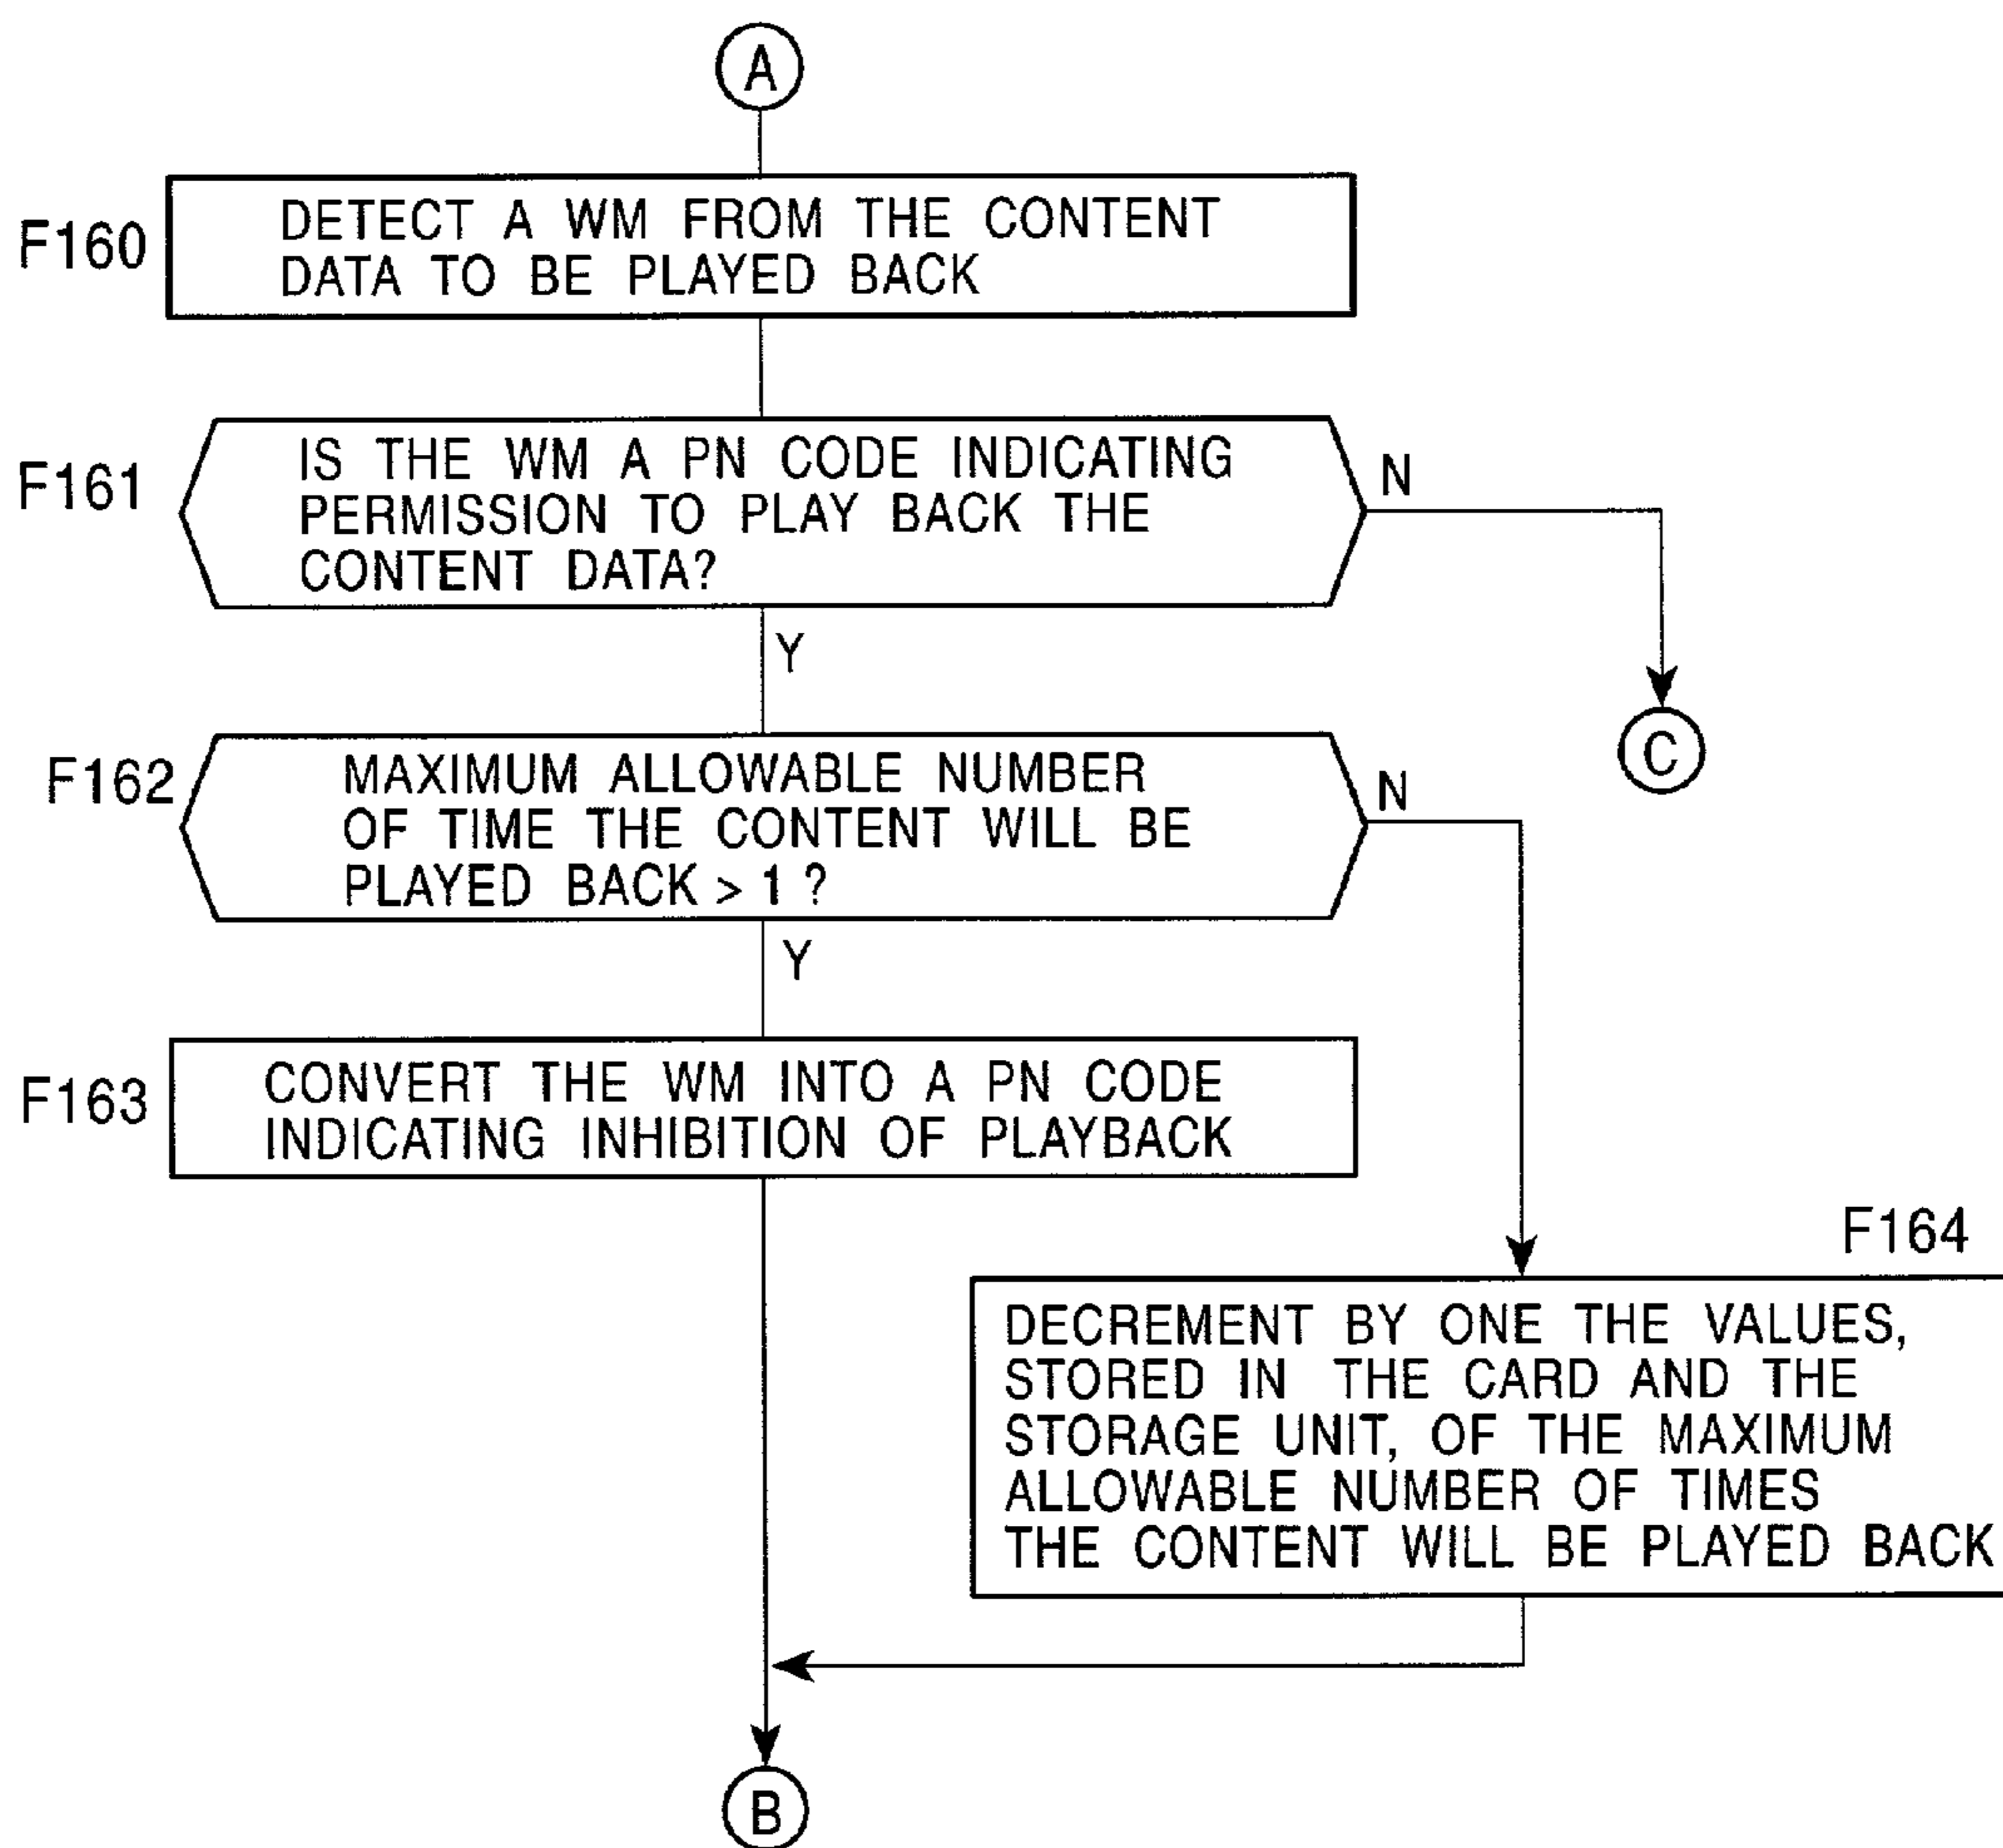 A
F160
DETECT A WM FROM THE CONTENT
DATA TO BE PLAYED BACK
F161
IS THE WM A PN CODE INDICATING
PERMISSION TO PLAY BACK THE
CONTENT DATA?
N
Y
C
F162
MAXIMUM ALLOWABLE NUMBER
OF TIME THE CONTENT WILL BE
PLAYED BACK > 1 ?
N
Y
F163
CONVERT THE WM INTO A PN CODE
INDICATING INHIBITION OF PLAYBACK
F164
DECREMENT BY ONE THE VALUES,
STORED IN THE CARD AND THE
STORAGE UNIT, OF THE MAXIMUM
ALLOWABLE NUMBER OF TIMES
THE CONTENT WILL BE PLAYED BACK
B